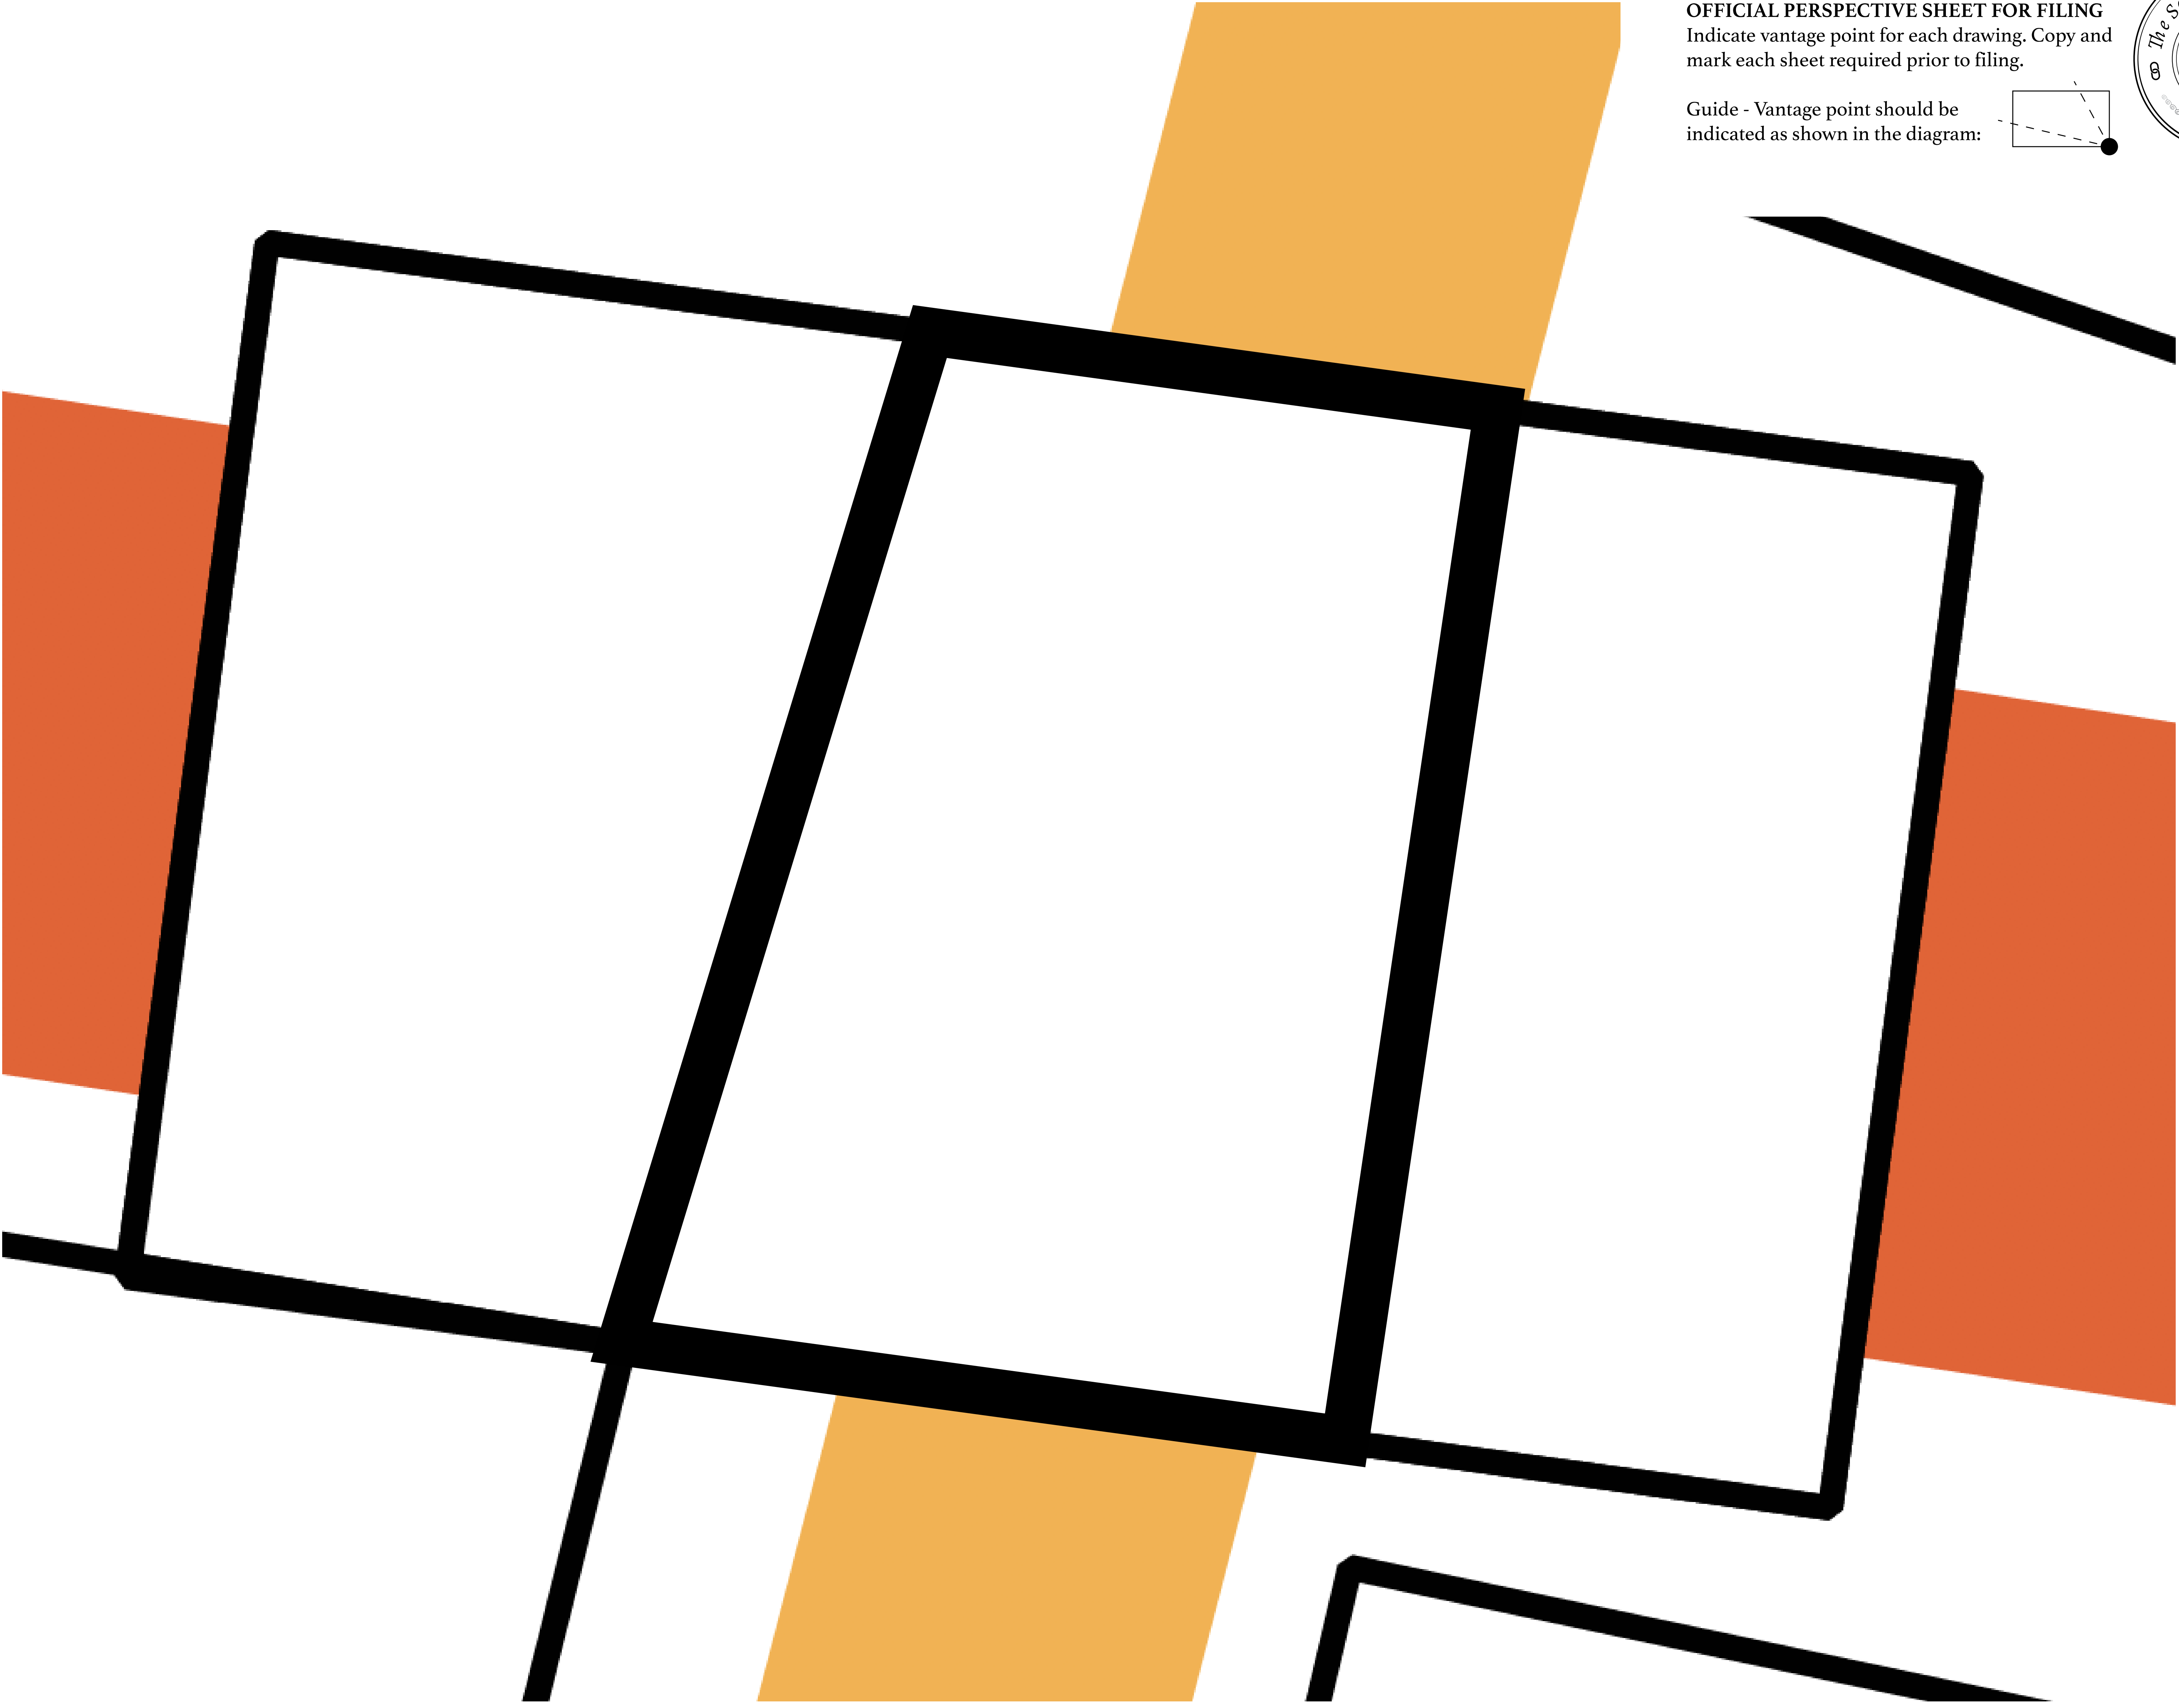 OFFICIAL PERSPECTIVE SHEET FOR FILING
Indicate vantage point for each drawing. Copy and
mark each sheet required prior to filing.
Guide - Vantage point should be
indicated as shown in the diagram:
The